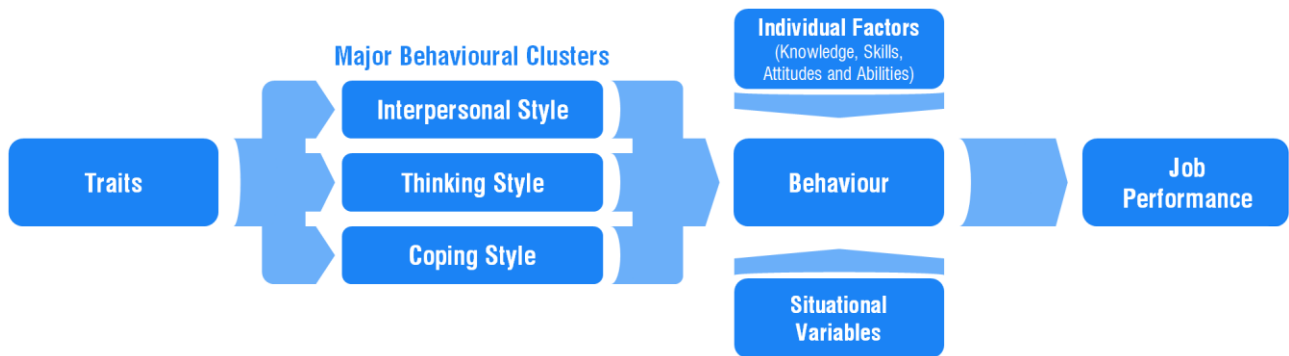 Individual Factors
(Knowledge, Skills,
Attitudes and Abilities)
Major Behavioural Clusters
Interpersonal Style
Traits
Thinking Style
Coping Style
Behaviour
Job
Performance
Situational
Variables